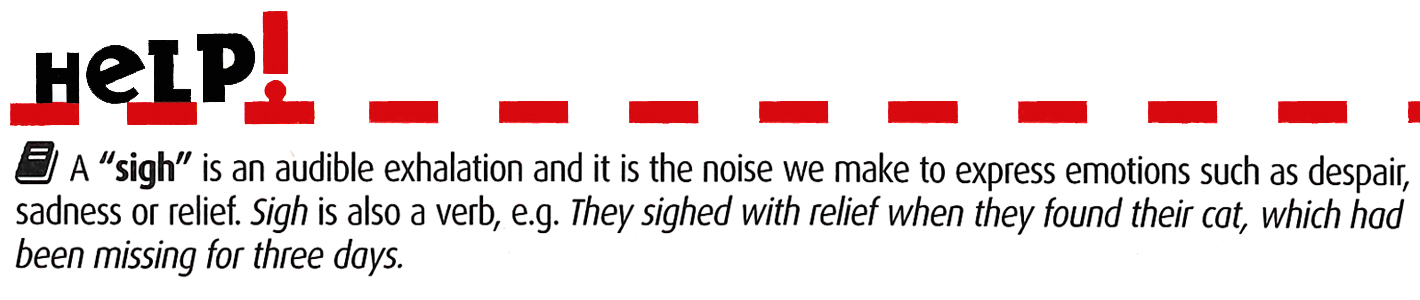 HeLP!
A “sigh” is an audible exhalation and it is the noise we make to express emotions such as despair,
sadness or relief. Sigh is also a verb, e.g. They sighed with relief when they found their cat, which had
been missing for three days.